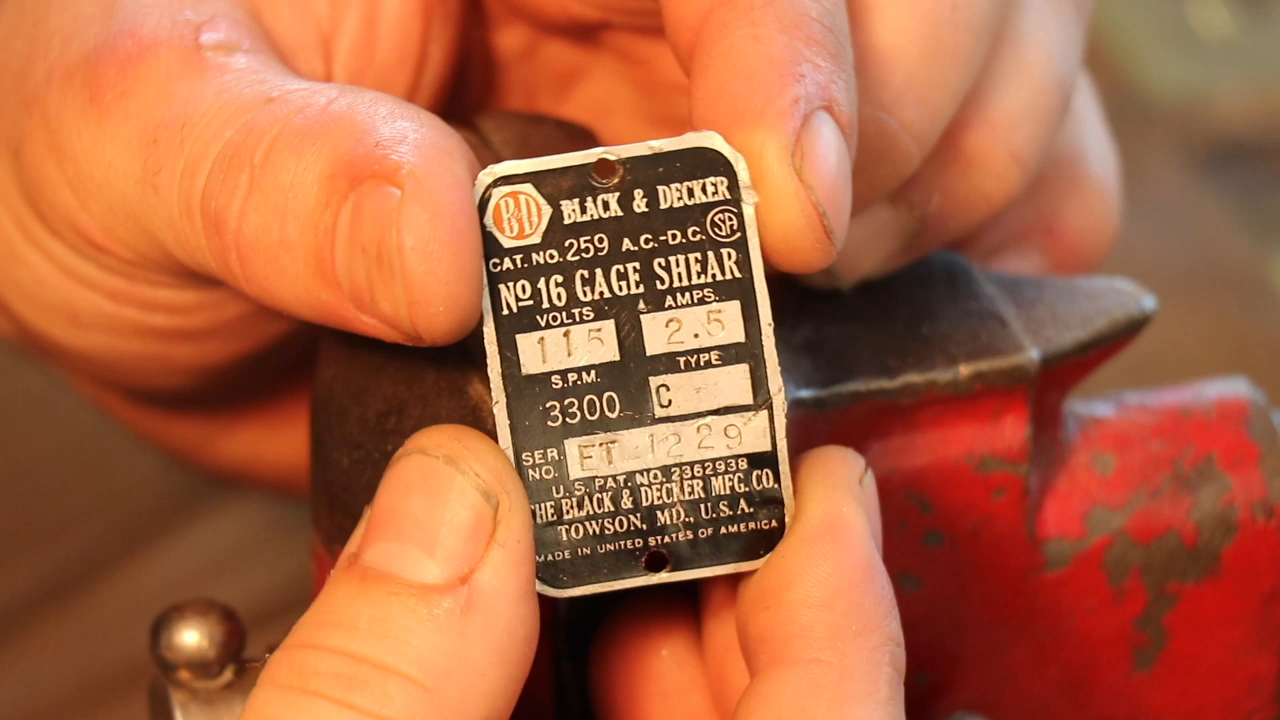 B&D BLACK & DECKER
CAT. NO. 259 A.C.-D.C. SA
No 16 GAGE SHEAR
VOLTS AMPS.
115 2.5
S.P.M. TYPE
3300 C
SER. NO. ET 1229
U.S. PAT. NO. 2362938
THE BLACK & DECKER MFG. CO.
TOWSON, MD., U.S.A.
MADE IN UNITED STATES OF AMERICA